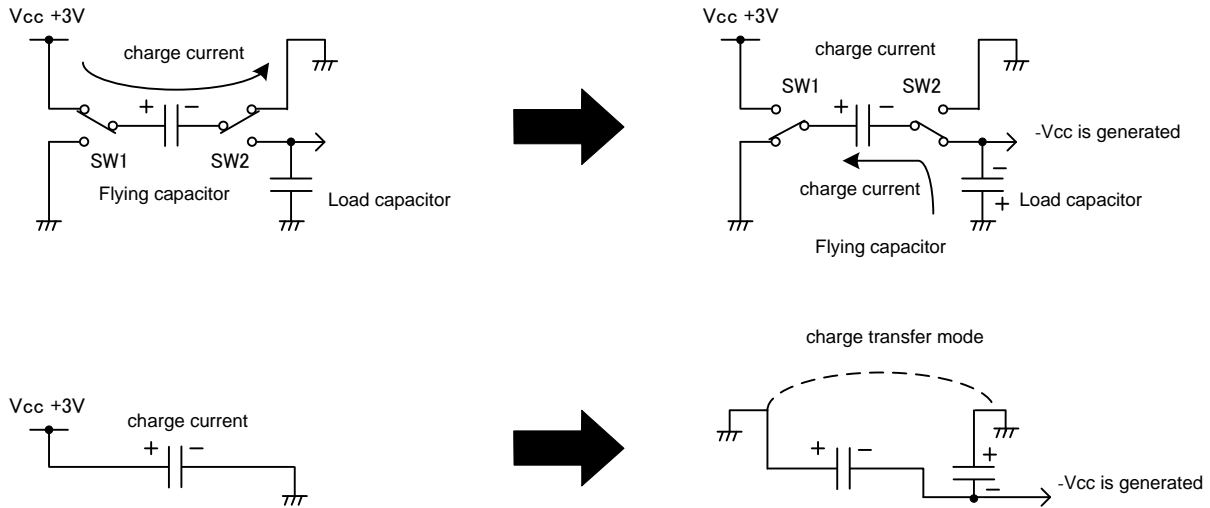 Vcc +3V
charge current
+ −
SW1
SW2
Flying capacitor
Load capacitor
Vcc +3V
charge current
SW1
SW2
+ −
-Vcc is generated
charge current
−
+
Load capacitor
Flying capacitor
charge transfer mode
Vcc +3V
charge current
+ −
+ −
+
−
-Vcc is generated